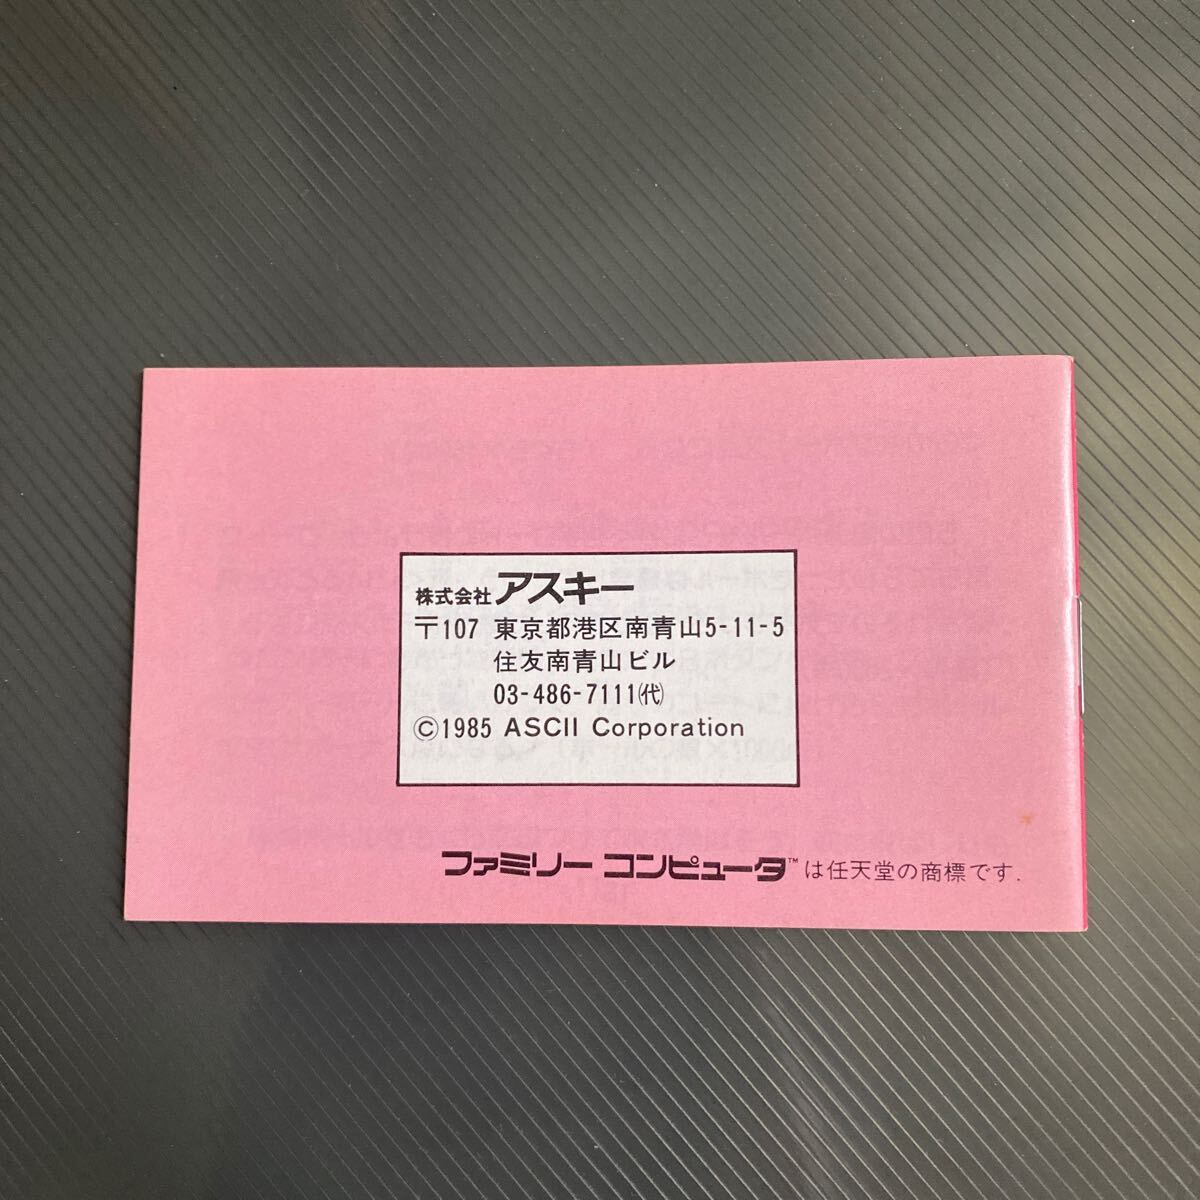 株式会社アスキー
〒107 東京都港区南青山5-11-5
住友南青山ビル
03-486-7111㈹
©1985 ASCII Corporation
ファミリー コンピュータ™は任天堂の商標です.